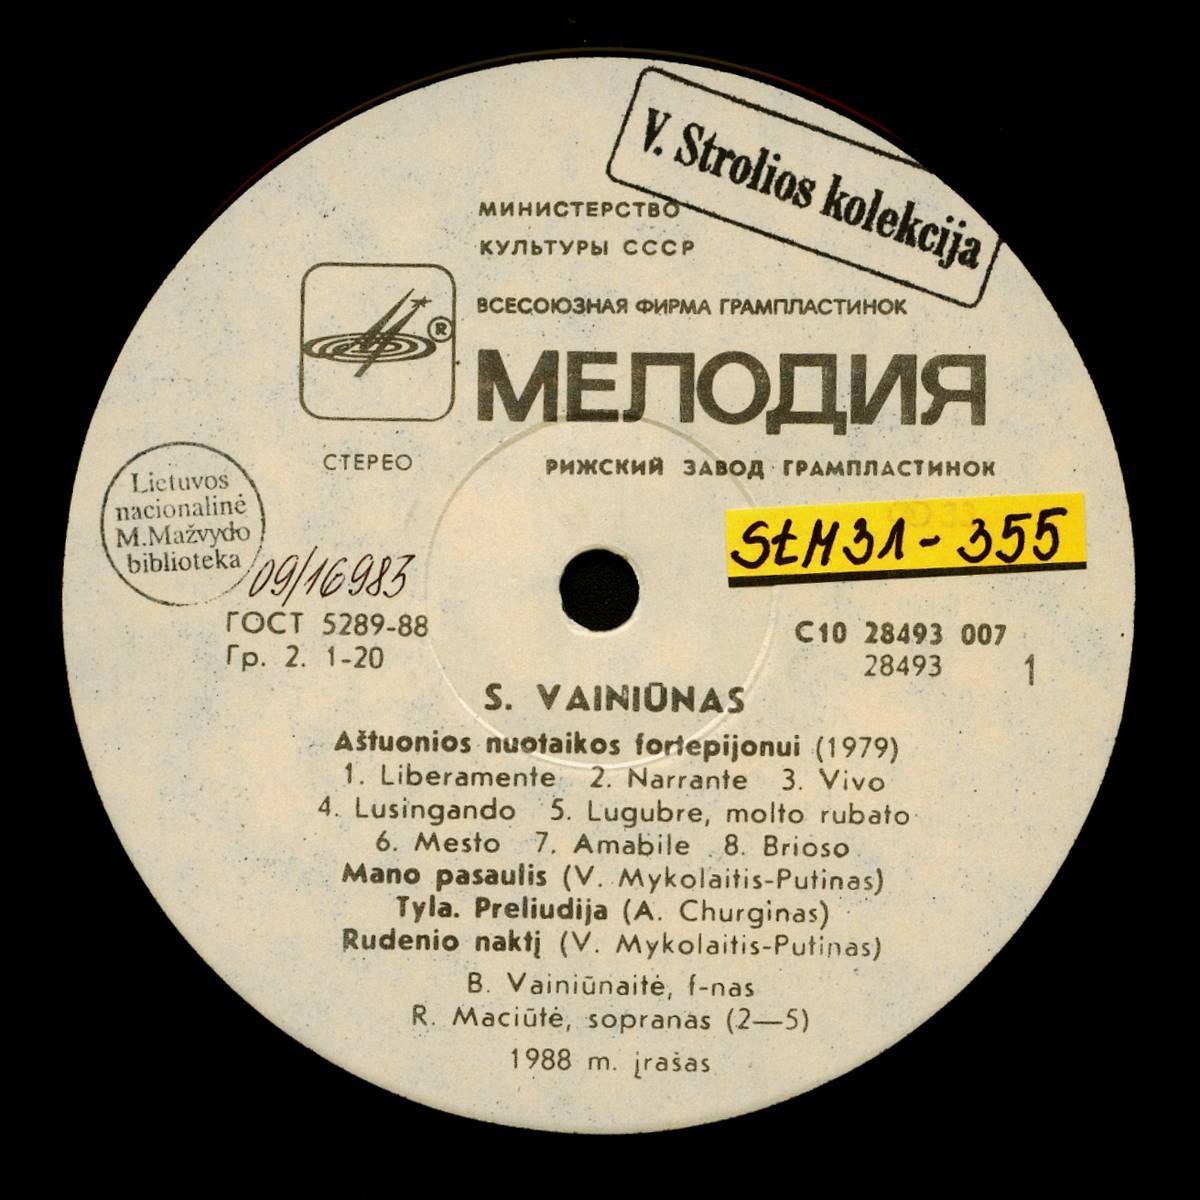 V. Strolios kolekcija
МИНИСТЕРСТВО
КУЛЬТУРЫ СССР
ВСЕСОЮЗНАЯ ФИРМА ГРАМПЛАСТИНОК
®
МЕЛОДИЯ
СТЕРЕО
РИЖСКИЙ ЗАВОД ГРАМПЛАСТИНОК
Lietuvos
nacionalinė
M.Mažvydo
biblioteka
09/16983
StM31-355
ГОСТ 5289-88
Гр. 2. 1-20
С10 28493 007
28493
1
S. VAINIŪNAS
Aštuonios nuotaikos fortepijonui (1979)
1. Liberamente 2. Narrante 3. Vivo
4. Lusingando 5. Lugubre, molto rubato
6. Mesto 7. Amabile 8. Brioso
Mano pasaulis (V. Mykolaitis-Putinas)
Tyla. Preliudija (A. Churginas)
Rudenio naktį (V. Mykolaitis-Putinas)
B. Vainiūnaitė, f-nas
R. Maciūtė, sopranas (2—5)
1988 m. įrašas